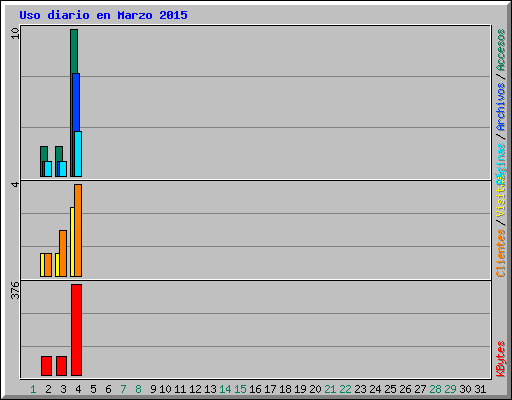 Uso diario en Marzo 2015
10
4
376
Accesos / Archivos / Páginas
Clientes / Visitas
KBytes
1 2 3 4 5 6 7 8 9 10 11 12 13 14 15 16 17 18 19 20 21 22 23 24 25 26 27 28 29 30 31